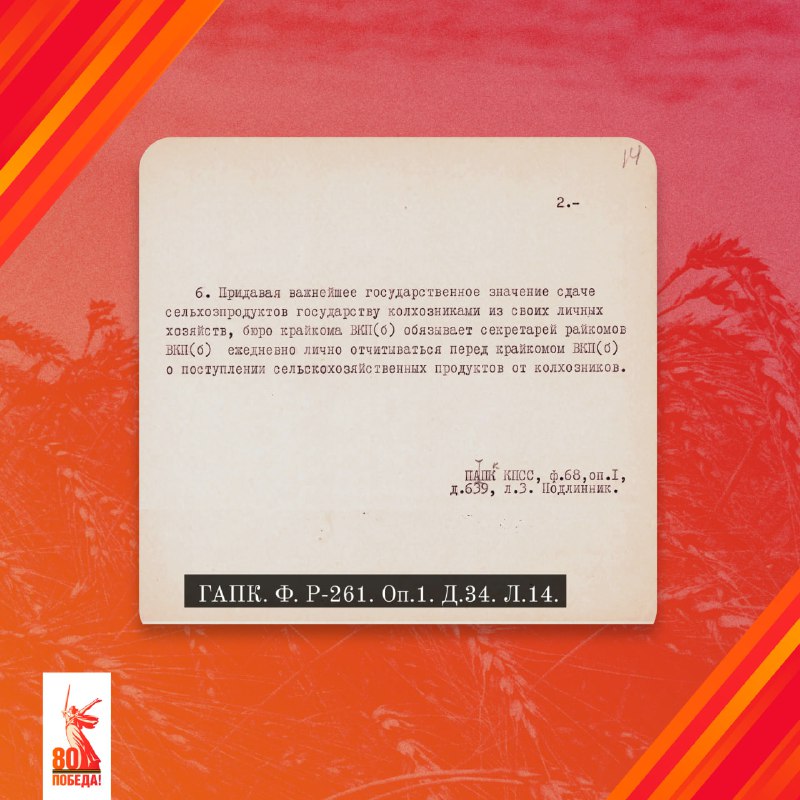 14
2.-
6. Придавая важнейшее государственное значение сдаче
сельхозпродуктов государству колхозниками из своих личных
хозяйств, бюро крайкома ВКП(б) обязывает секретарей райкомов
ВКП(б) ежедневно лично отчитываться перед крайкомом ВКП(б)
о поступлении сельскохозяйственных продуктов от колхозников.
ПАПК КПСС, ф.68,оп.I,
д.639, л.3. Подлинник.
ГАПК. Ф. Р-261. Оп.1. Д.34. Л.14.
80
ПОБЕДА!